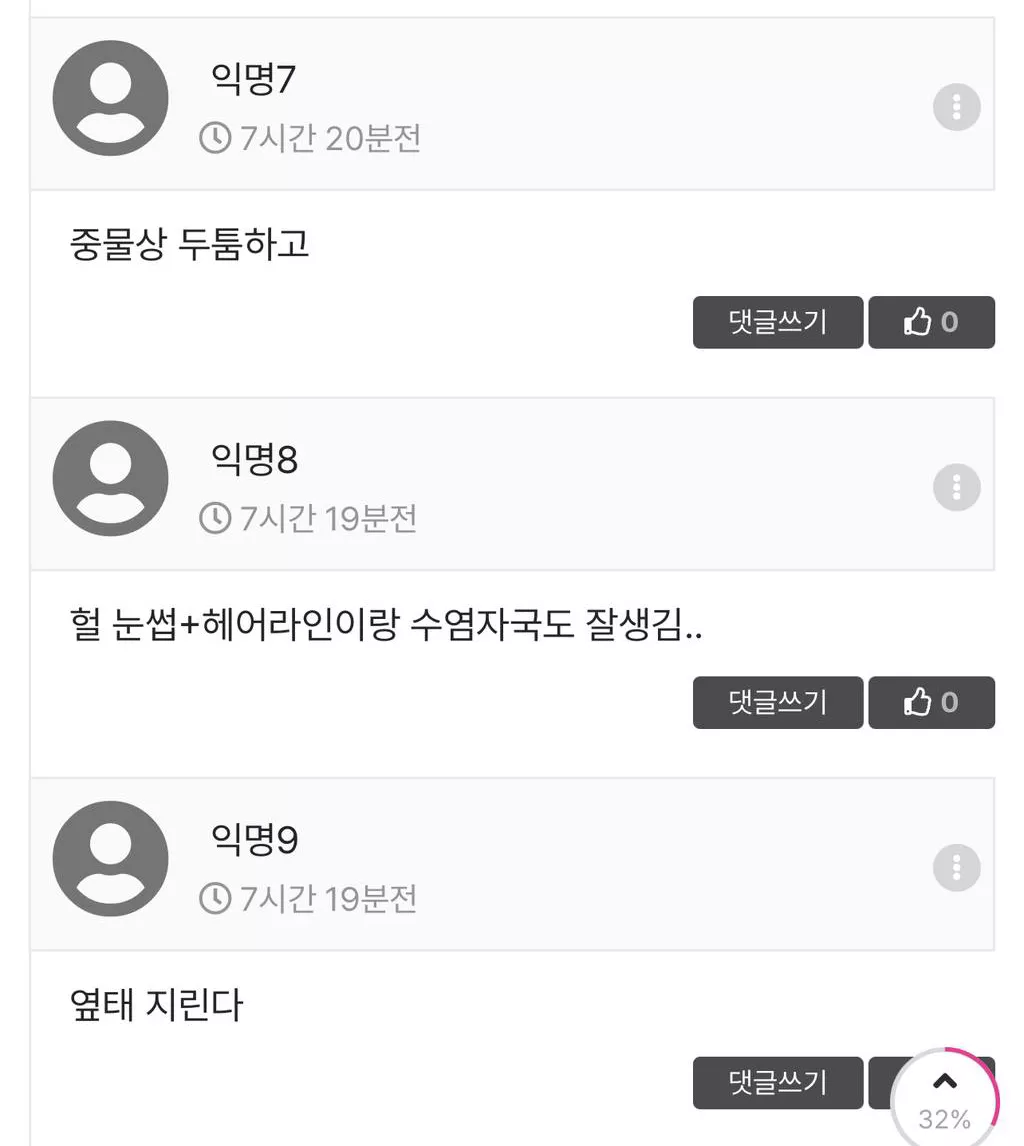 익명7
7시간 20분전
중물상 두툼하고
댓글쓰기 0
익명8
7시간 19분전
헐 눈썹+헤어라인이랑 수염자국도 잘생김..
댓글쓰기 0
익명9
7시간 19분전
옆태 지린다
댓글쓰기
32%